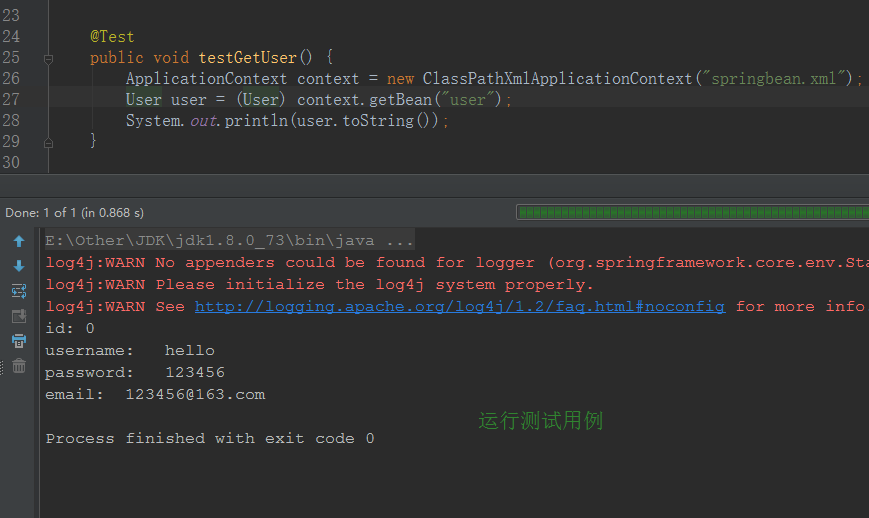 23
24 @Test
25 public void testGetUser() {
26 ApplicationContext context = new ClassPathXmlApplicationContext("springbean.xml");
27 User user = (User) context.getBean("user");
28 System.out.println(user.toString());
29 }
30
Done: 1 of 1 (in 0.868 s)
E:\Other\JDK\jdk1.8.0_73\bin\java ...
log4j:WARN No appenders could be found for logger (org.springframework.core.env.Sta
log4j:WARN Please initialize the log4j system properly.
log4j:WARN See http://logging.apache.org/log4j/1.2/faq.html#noconfig for more info
id: 0
username: hello
password: 123456
email: 123456@163.com
运行测试用例
Process finished with exit code 0